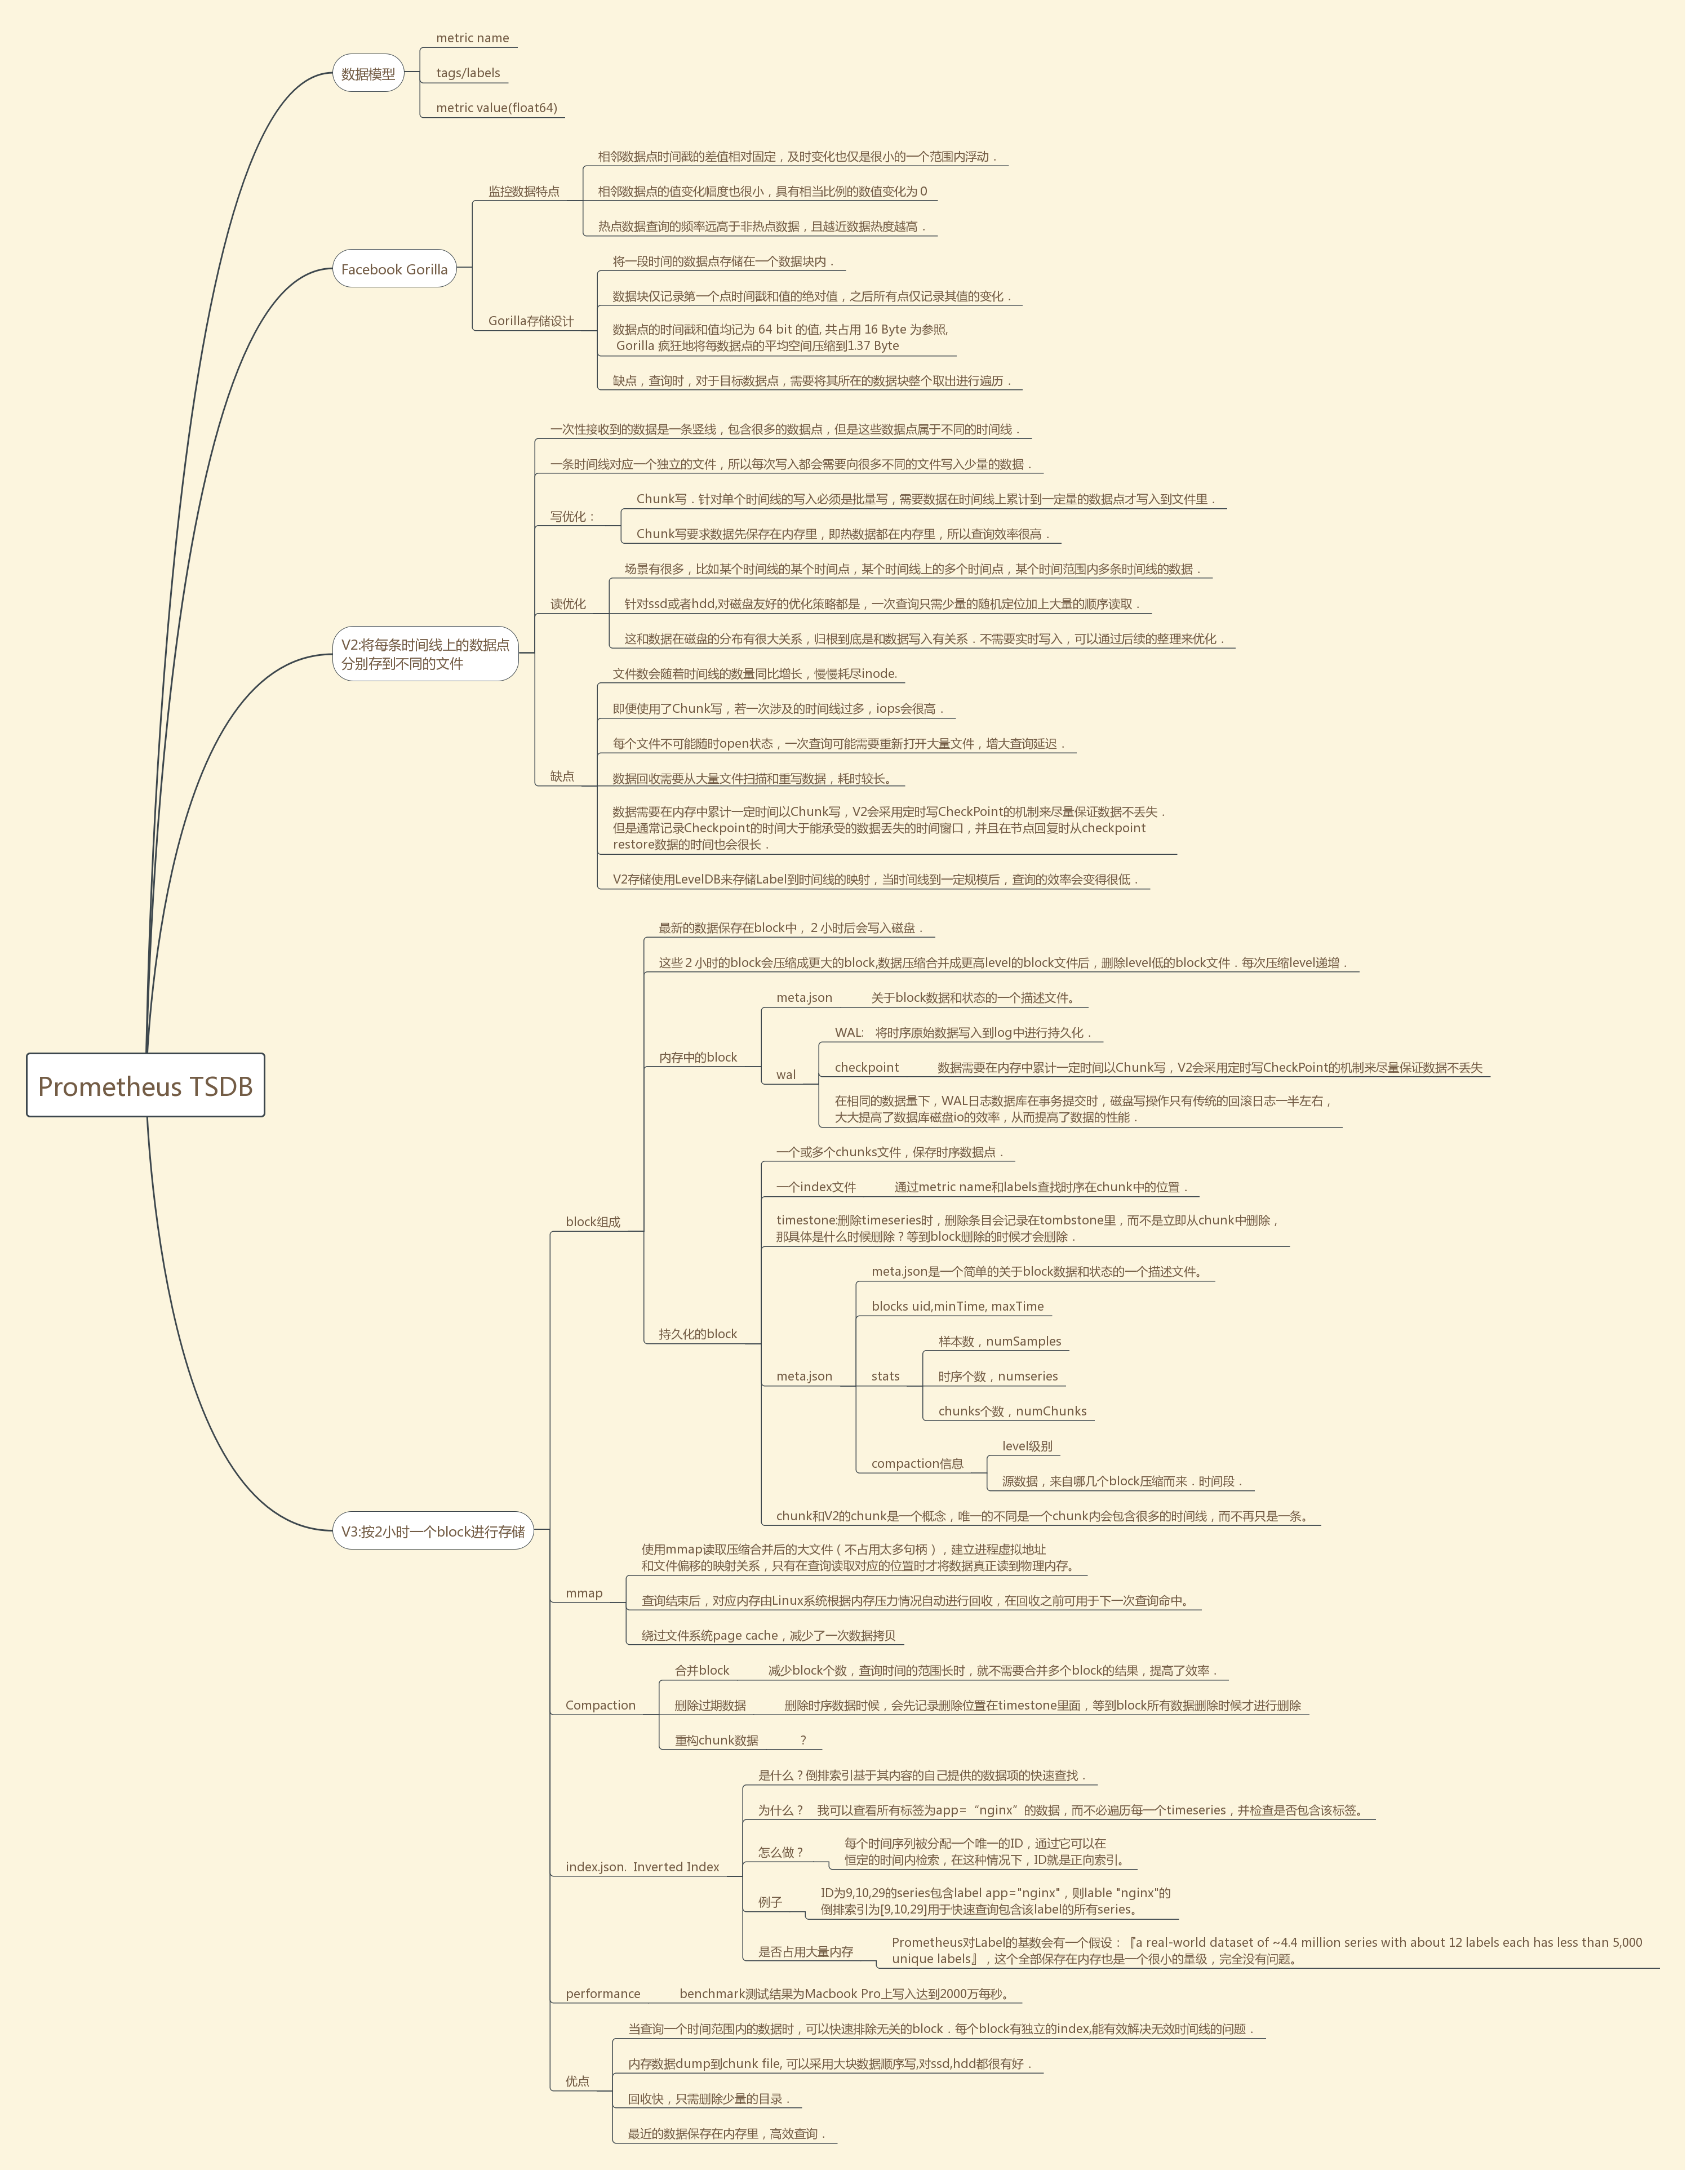 Prometheus TSDB
数据模型
metric name
tags/labels
metric value(float64)
Facebook Gorilla
监控数据特点
相邻数据点时间戳的差值相对固定，及时变化也仅是很小的一个范围内浮动．
相邻数据点的值变化幅度也很小，具有相当比例的数值变化为０
热点数据查询的频率远高于非热点数据，且越近数据热度越高．
Gorilla存储设计
将一段时间的数据点存储在一个数据块内．
数据块仅记录第一个点时间戳和值的绝对值，之后所有点仅记录其值的变化．
数据点的时间戳和值均记为 64 bit 的值, 共占用 16 Byte 为参照,
Gorilla 疯狂地将每数据点的平均空间压缩到1.37 Byte
缺点，查询时，对于目标数据点，需要将其所在的数据块整个取出进行遍历．
V2:将每条时间线上的数据点
分别存到不同的文件
一次性接收到的数据是一条竖线，包含很多的数据点，但是这些数据点属于不同的时间线．
一条时间线对应一个独立的文件，所以每次写入都会需要向很多不同的文件写入少量的数据．
写优化：
Chunk写．针对单个时间线的写入必须是批量写，需要数据在时间线上累计到一定量的数据点才写入到文件里．
Chunk写要求数据先保存在内存里，即热数据都在内存里，所以查询效率很高．
读优化
场景有很多，比如某个时间线的某个时间点，某个时间线上的多个时间点，某个时间范围内多条时间线的数据．
针对ssd或者hdd,对磁盘友好的优化策略都是，一次查询只需少量的随机定位加上大量的顺序读取．
这和数据在磁盘的分布有很大关系，归根到底是和数据写入有关系．不需要实时写入，可以通过后续的整理来优化．
缺点
文件数会随着时间线的数量同比增长，慢慢耗尽inode.
即便使用了Chunk写，若一次涉及的时间线过多，iops会很高．
每个文件不可能随时open状态，一次查询可能需要重新打开大量文件，增大查询延迟．
数据回收需要从大量文件扫描和重写数据，耗时较长。
数据需要在内存中累计一定时间以Chunk写，V2会采用定时写CheckPoint的机制来尽量保证数据不丢失．
但是通常记录Checkpoint的时间大于能承受的数据丢失的时间窗口，并且在节点回复时从checkpoint
restore数据的时间也会很长．
V2存储使用LevelDB来存储Label到时间线的映射，当时间线到一定规模后，查询的效率会变得很低．
V3:按2小时一个block进行存储
block组成
最新的数据保存在block中，２小时后会写入磁盘．
这些２小时的block会压缩成更大的block,数据压缩合并成更高level的block文件后，删除level低的block文件．每次压缩level递增．
内存中的block
meta.json
关于block数据和状态的一个描述文件。
wal
WAL:　将时序原始数据写入到log中进行持久化．
checkpoint
数据需要在内存中累计一定时间以Chunk写，V2会采用定时写CheckPoint的机制来尽量保证数据不丢失
在相同的数据量下，WAL日志数据库在事务提交时，磁盘写操作只有传统的回滚日志一半左右，
大大提高了数据库磁盘io的效率，从而提高了数据的性能．
持久化的block
一个或多个chunks文件，保存时序数据点．
一个index文件
通过metric name和labels查找时序在chunk中的位置．
timestone:删除timeseries时，删除条目会记录在tombstone里，而不是立即从chunk中删除，
那具体是什么时候删除？等到block删除的时候才会删除．
meta.json
meta.json是一个简单的关于block数据和状态的一个描述文件。
blocks uid,minTime, maxTime
stats
样本数，numSamples
时序个数，numseries
chunks个数，numChunks
compaction信息
level级别
源数据，来自哪几个block压缩而来．时间段．
chunk和V2的chunk是一个概念，唯一的不同是一个chunk内会包含很多的时间线，而不再只是一条。
mmap
使用mmap读取压缩合并后的大文件（不占用太多句柄），建立进程虚拟地址
和文件偏移的映射关系，只有在查询读取对应的位置时才将数据真正读到物理内存。
查询结束后，对应内存由Linux系统根据内存压力情况自动进行回收，在回收之前可用于下一次查询命中。
绕过文件系统page cache，减少了一次数据拷贝
Compaction
合并block
减少block个数，查询时间的范围长时，就不需要合并多个block的结果，提高了效率．
删除过期数据
删除时序数据时候，会先记录删除位置在timestone里面，等到block所有数据删除时候才进行删除
重构chunk数据
？
index.json. Inverted Index
是什么？倒排索引基于其内容的自己提供的数据项的快速查找．
为什么？　我可以查看所有标签为app=“nginx”的数据，而不必遍历每一个timeseries，并检查是否包含该标签。
怎么做？
每个时间序列被分配一个唯一的ID，通过它可以在
恒定的时间内检索，在这种情况下，ID就是正向索引。
例子
ID为9,10,29的series包含label app="nginx"，则lable "nginx"的
倒排索引为[9,10,29]用于快速查询包含该label的所有series。
是否占用大量内存
Prometheus对Label的基数会有一个假设：『a real-world dataset of ~4.4 million series with about 12 labels each has less than 5,000
unique labels』，这个全部保存在内存也是一个很小的量级，完全没有问题。
performance
benchmark测试结果为Macbook Pro上写入达到2000万每秒。
优点
当查询一个时间范围内的数据时，可以快速排除无关的block．每个block有独立的index,能有效解决无效时间线的问题．
内存数据dump到chunk file, 可以采用大块数据顺序写,对ssd,hdd都很有好．
回收快，只需删除少量的目录．
最近的数据保存在内存里，高效查询．